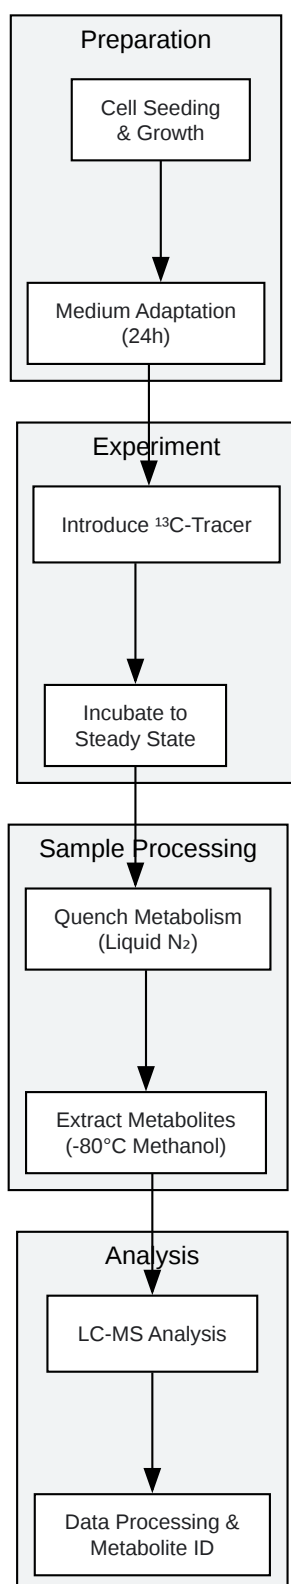 Preparation
Cell Seeding
& Growth
Medium Adaptation
(24h)
Experiment
Introduce ¹³C-Tracer
Incubate to
Steady State
Sample Processing
Quench Metabolism
(Liquid N₂)
Extract Metabolites
(-80°C Methanol)
Analysis
LC-MS Analysis
Data Processing &
Metabolite ID